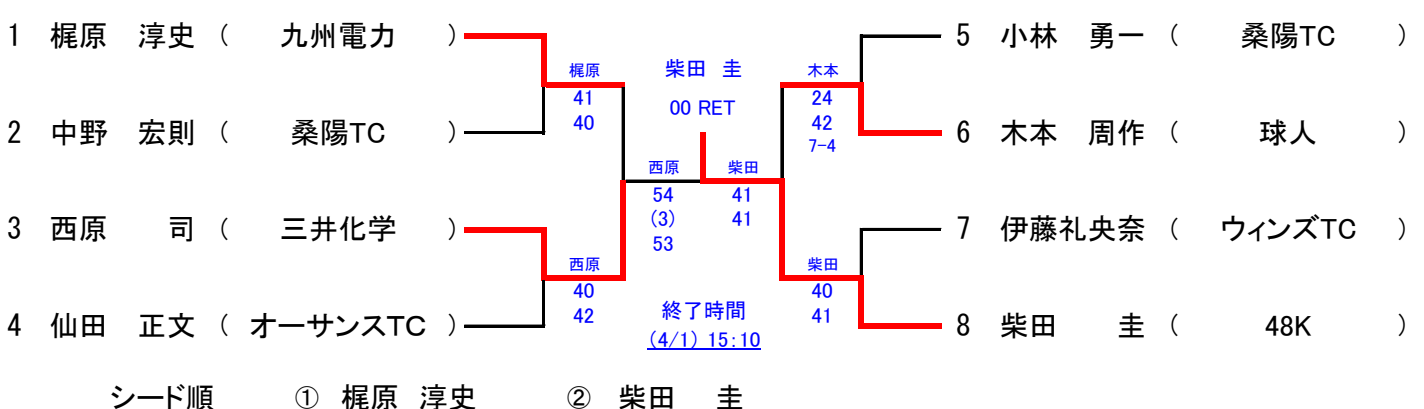 1 梶原 淳史 ( 九州電力 )
2 中野 宏則 ( 桑陽TC )
3 西原 司 ( 三井化学 )
4 仙田 正文 ( オーサンスTC )
梶原
41
40
西原
40
42
西原
54
(3)
53
柴田 圭
00 RET
柴田
41
41
終了時間
(4/1) 15:10
木本
24
42
7-4
柴田
40
41
5 小林 勇一 ( 桑陽TC )
6 木本 周作 ( 球人 )
7 伊藤礼央奈 ( ウィンズTC )
8 柴田 圭 ( 48K )
シード順 ① 梶原 淳史 ② 柴田 圭